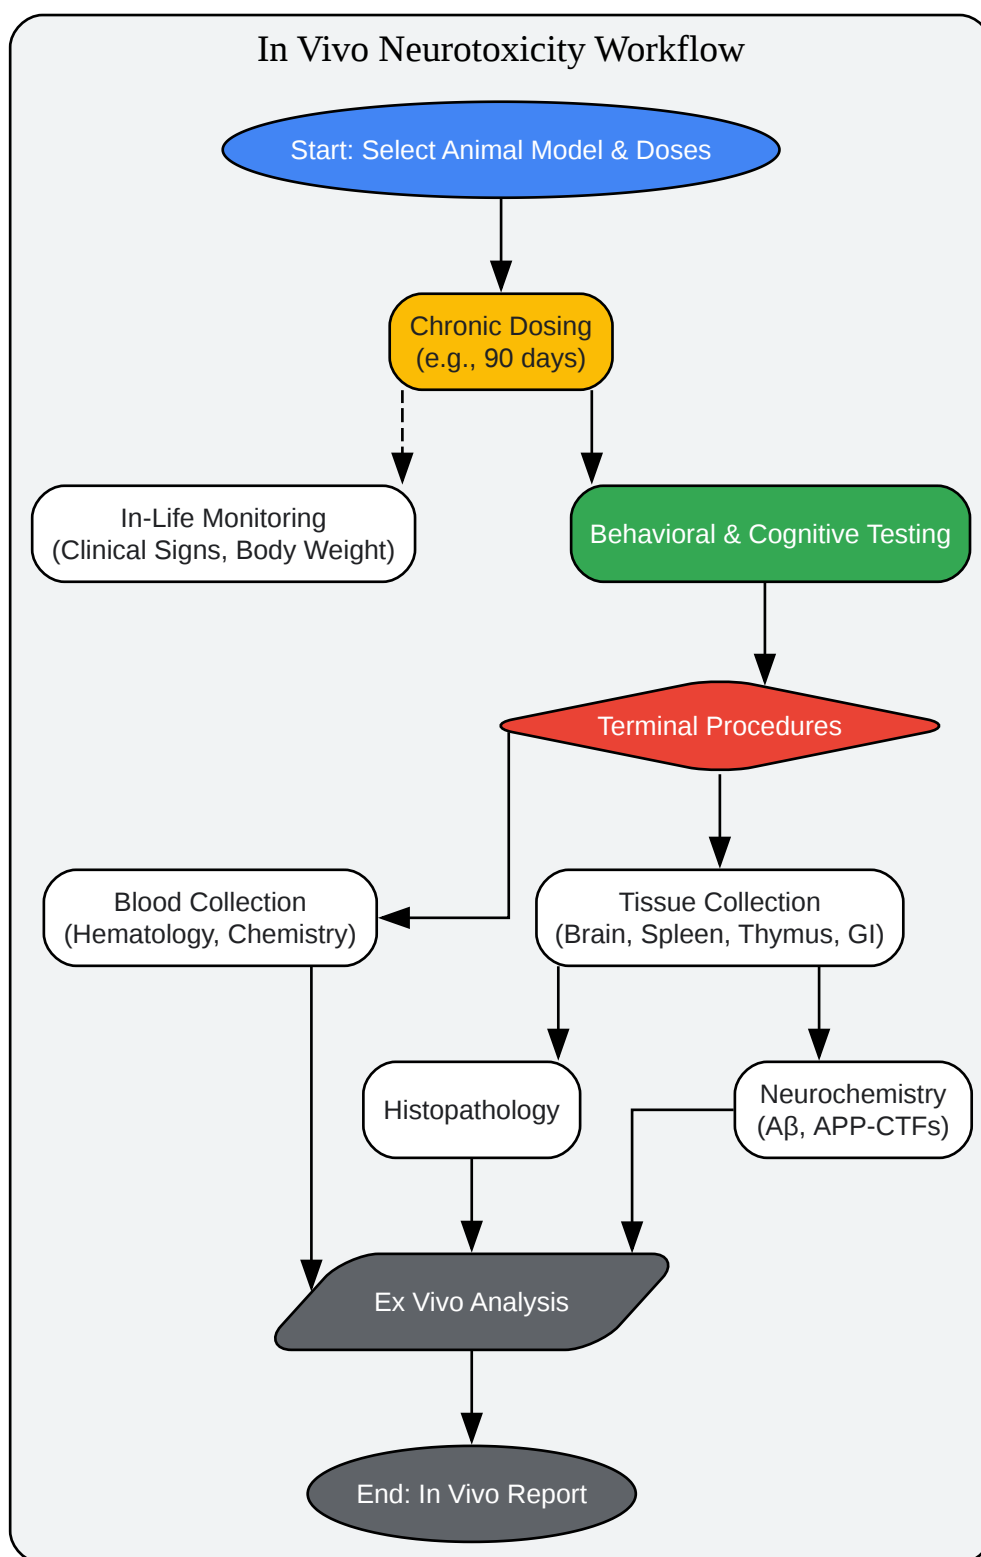 In Vivo Neurotoxicity Workflow
Start: Select Animal Model & Doses
Chronic Dosing
(e.g., 90 days)
In-Life Monitoring
(Clinical Signs, Body Weight)
Behavioral & Cognitive Testing
Terminal Procedures
Blood Collection
(Hematology, Chemistry)
Tissue Collection
(Brain, Spleen, Thymus, GI)
Histopathology
Neurochemistry
(Aβ, APP-CTFs)
Ex Vivo Analysis
End: In Vivo Report